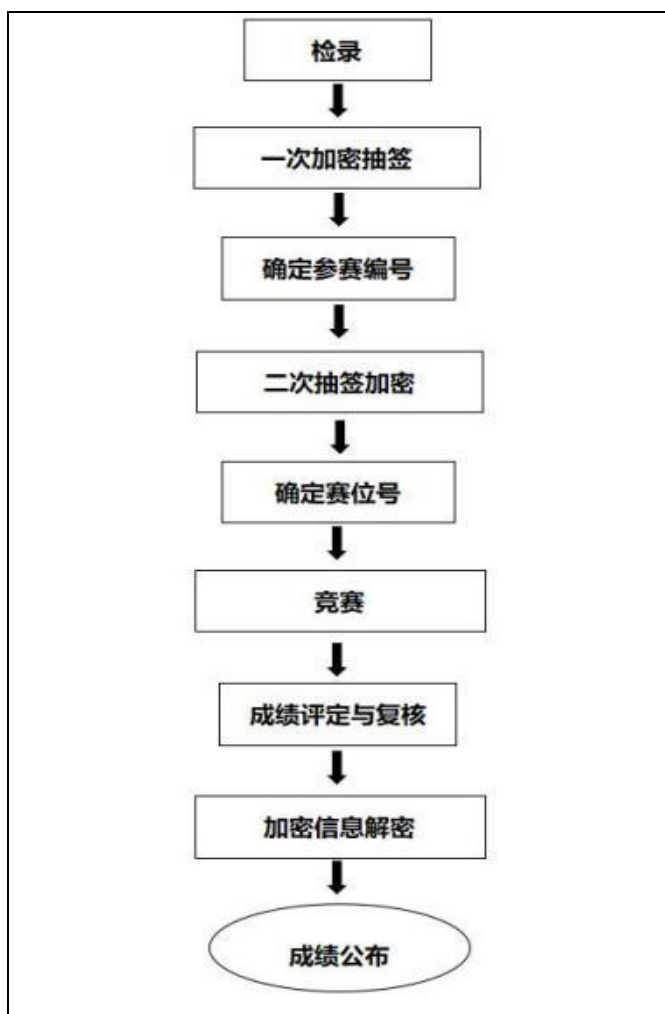 检录
一次加密抽签
确定参赛编号
二次抽签加密
确定赛位号
竞赛
成绩评定与复核
加密信息解密
成绩公布